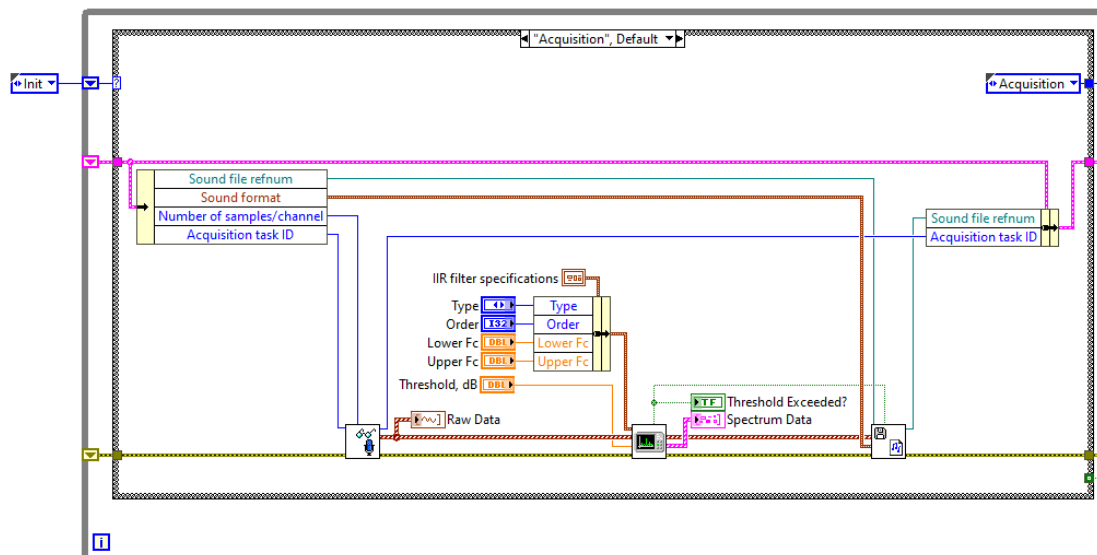 "Acquisition", Default
Init
?
Acquisition
Sound file refnum
Sound format
Number of samples/channel
Acquisition task ID
Sound file refnum
Acquisition task ID
IIR filter specifications
Type
Type
Order
I32
Order
Lower Fc
DBL
Lower Fc
Upper Fc
DBL
Upper Fc
Threshold, dB
DBL
TF
Threshold Exceeded?
Raw Data
Spectrum Data
i